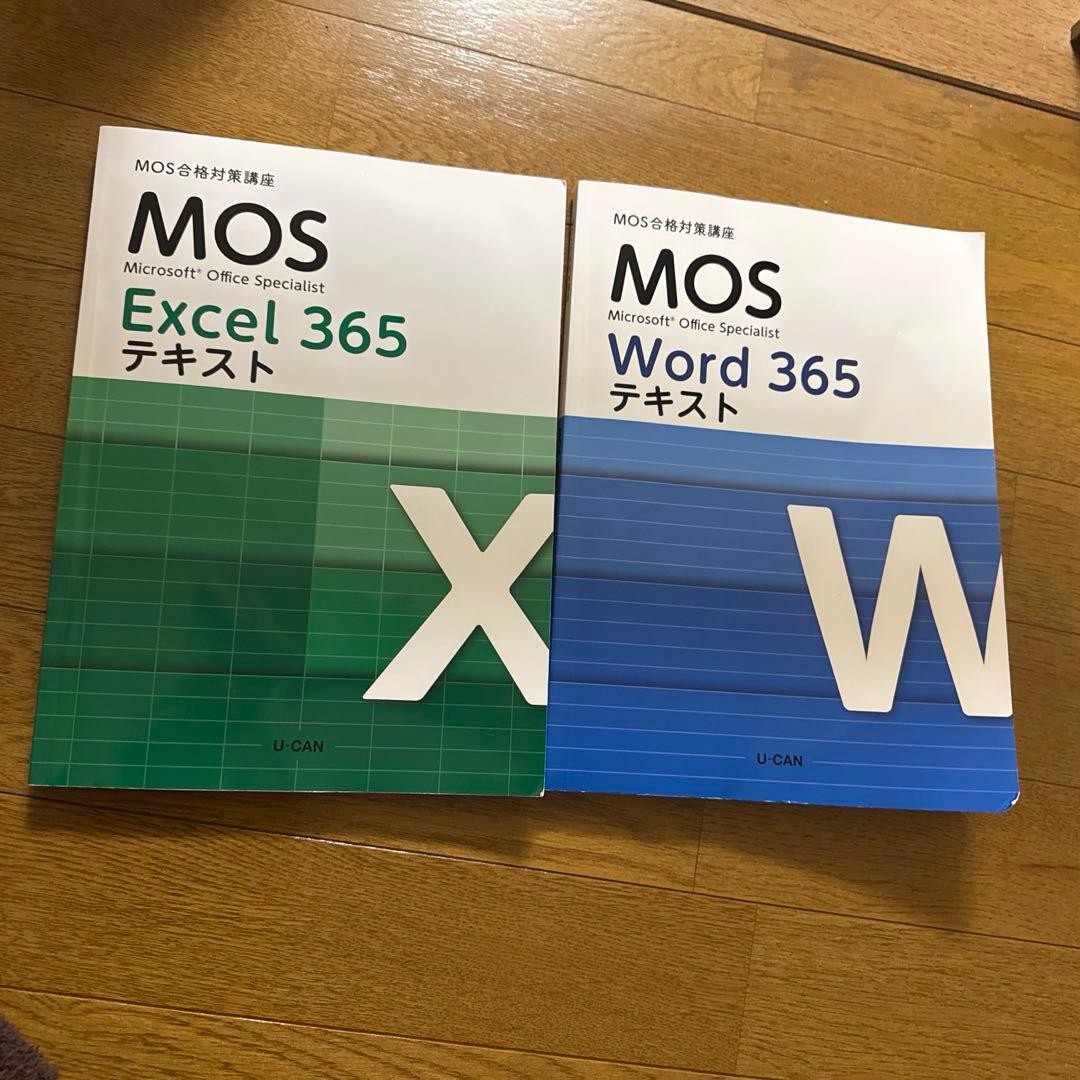 MOS合格対策講座
MOS
Microsoft® Office Specialist
Excel 365
テキスト
X
U-CAN
MOS合格対策講座
MOS
Microsoft® Office Specialist
Word 365
テキスト
W
U-CAN